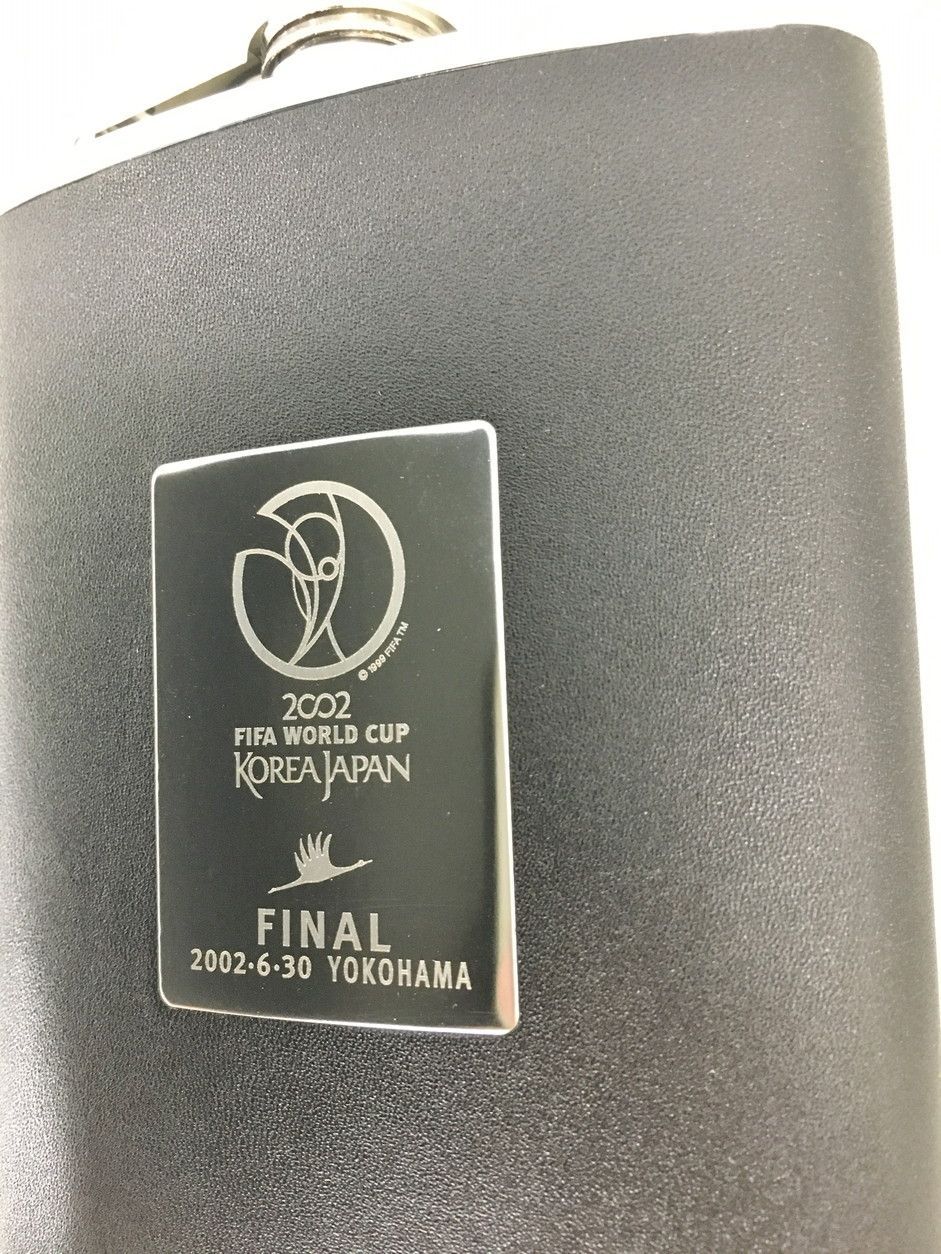 © 1999 FIFA TM
2002
FIFA WORLD CUP
KOREA JAPAN
FINAL
2002·6·30 YOKOHAMA